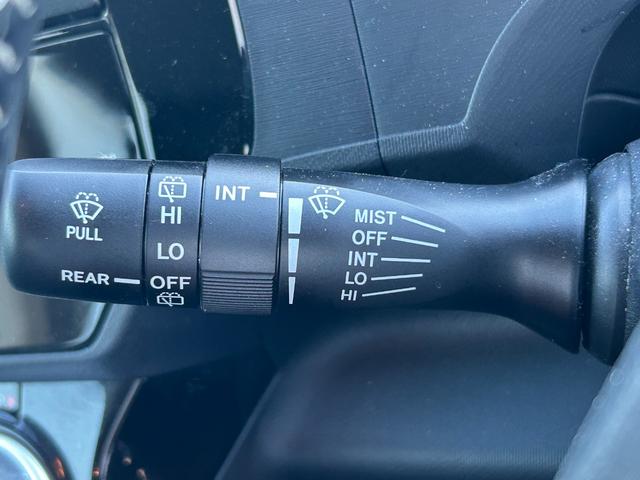 PULL
REAR
HI
LO
OFF
INT
MIST
OFF
INT
LO
HI